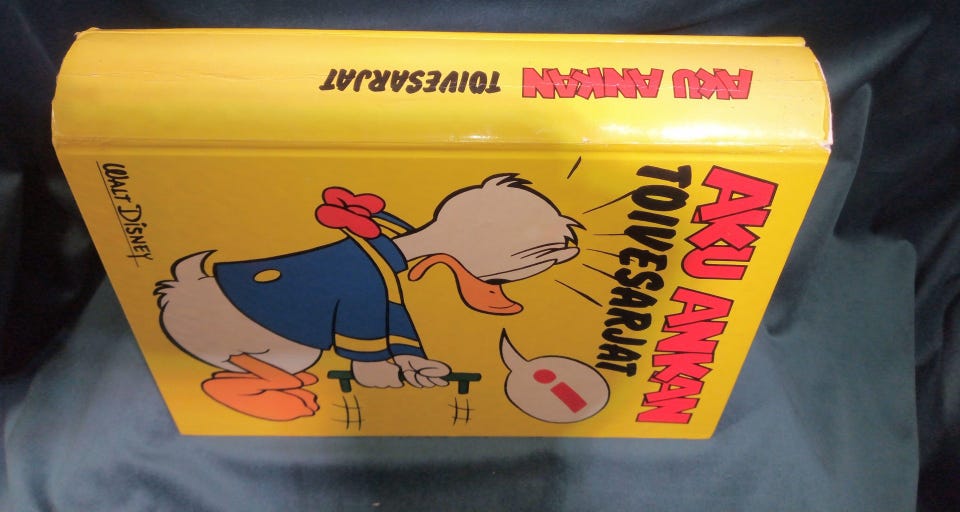 AKU ANKAN
TOIVESARJAT
AKU ANKAN
TOIVESARJAT
!
WALT DISNEY